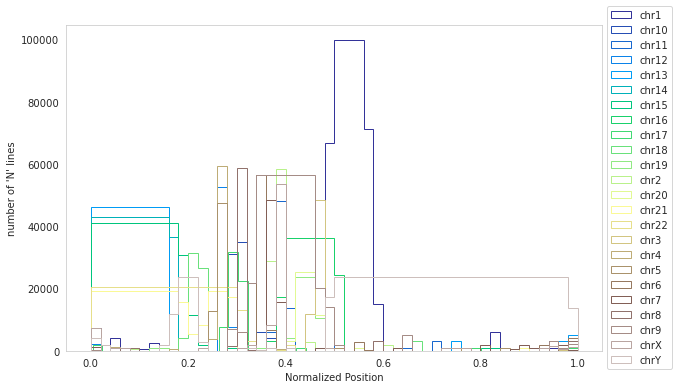 100000
80000
60000
40000
20000
0
number of 'N' lines
0.0 0.2 0.4 0.6 0.8 1.0
Normalized Position
chr1
chr10
chr11
chr12
chr13
chr14
chr15
chr16
chr17
chr18
chr19
chr2
chr20
chr21
chr22
chr3
chr4
chr5
chr6
chr7
chr8
chr9
chrX
chrY